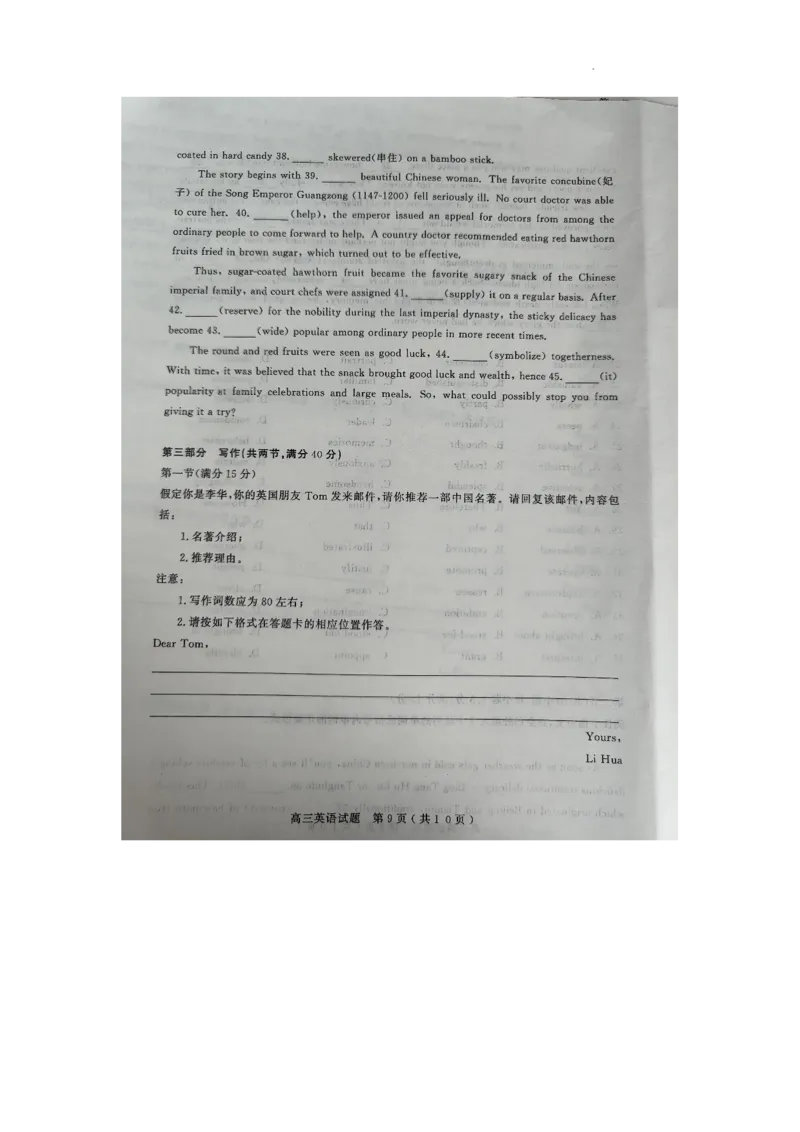 coated in hard candy 38. ______ skewered(串住) on a bamboo stick.
The story begins with 39. ______ beautiful Chinese woman. The favorite concubine(妃
子) of the Song Emperor Guangzong (1147-1200) fell seriously ill. No court doctor was able
to cure her. 40. ______(help), the emperor issued an appeal for doctors from among the
ordinary people to come forward to help. A country doctor recommended eating red hawthorn
fruits fried in brown sugar, which turned out to be effective.
Thus, sugar-coated hawthorn fruit became the favorite sugary snack of the Chinese
imperial family, and court chefs were assigned 41. ______(supply) it on a regular basis. After
42. ______(reserve) for the nobility during the last imperial dynasty, the sticky delicacy has
become 43. ______(wide) popular among ordinary people in more recent times.
The round and red fruits were seen as good luck, 44. ______(symbolize) togetherness.
With time, it was believed that the snack brought good luck and wealth, hence 45. ______(it)
popularity at family celebrations and large meals. So, what could possibly stop you from
giving it a try?
第三部分 写作(共两节,满分 40 分)
第一节(满分 15 分)
假定你是李华,你的英国朋友 Tom 发来邮件,请你推荐一部中国名著。请回复该邮件,内容包
括:
1.名著介绍;
2.推荐理由。
注意:
1.写作词数应为 80 左右;
2.请按如下格式在答题卡的相应位置作答。
Dear Tom,
Yours,
Li Hua
高三英语试题 第 9 页(共 1 0 页)